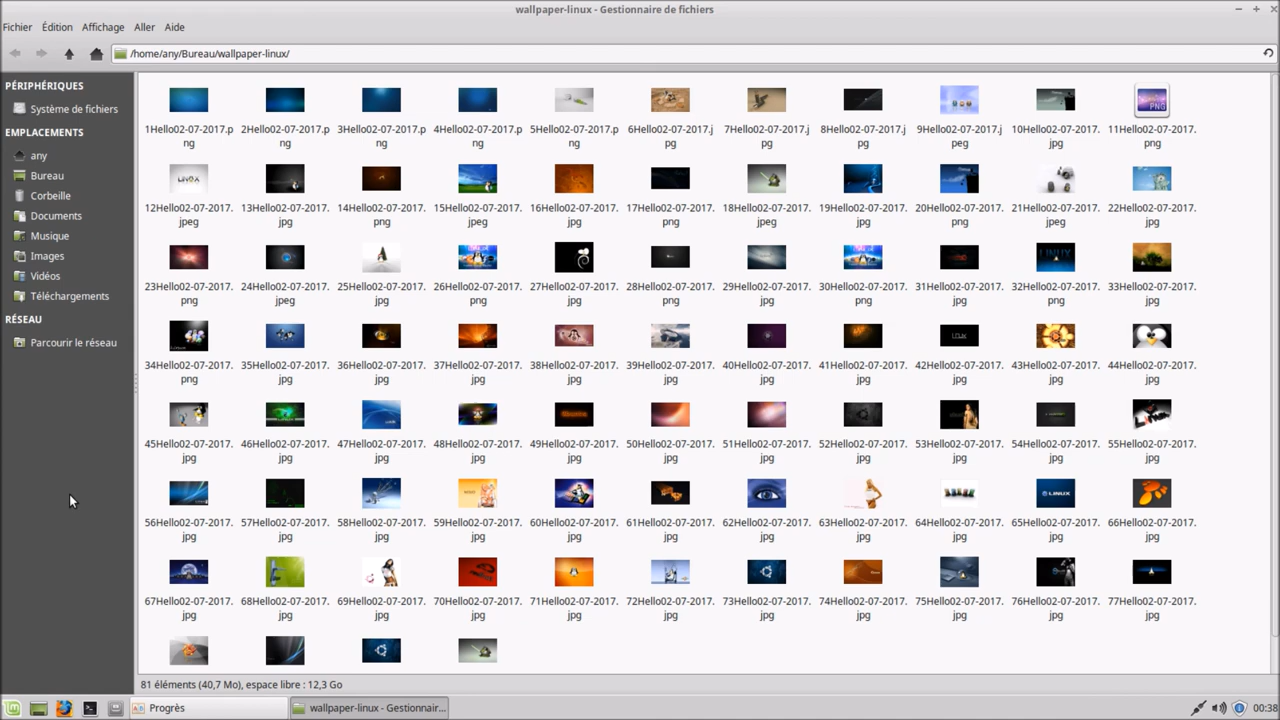 wallpaper-linux - Gestionnaire de fichiers
Fichier Édition Affichage Aller Aide
/home/any/Bureau/wallpaper-linux/
PÉRIPHÉRIQUES
Système de fichiers
EMPLACEMENTS
any
Bureau
Corbeille
Documents
Musique
Images
Vidéos
Téléchargements
RÉSEAU
Parcourir le réseau
1Hello02-07-2017.p 2Hello02-07-2017.p 3Hello02-07-2017.p 4Hello02-07-2017.p 5Hello02-07-2017.p 6Hello02-07-2017.j 7Hello02-07-2017.j 8Hello02-07-2017.j 9Hello02-07-2017.j 10Hello02-07-2017. 11Hello02-07-2017.
ng ng ng ng ng pg pg pg peg jpg png
12Hello02-07-2017. 13Hello02-07-2017. 14Hello02-07-2017. 15Hello02-07-2017. 16Hello02-07-2017. 17Hello02-07-2017. 18Hello02-07-2017. 19Hello02-07-2017. 20Hello02-07-2017. 21Hello02-07-2017. 22Hello02-07-2017.
jpeg jpg png jpeg jpg png jpeg jpg png jpeg jpg
23Hello02-07-2017. 24Hello02-07-2017. 25Hello02-07-2017. 26Hello02-07-2017. 27Hello02-07-2017. 28Hello02-07-2017. 29Hello02-07-2017. 30Hello02-07-2017. 31Hello02-07-2017. 32Hello02-07-2017. 33Hello02-07-2017.
png jpeg jpg png jpg png jpg png jpg png jpg
34Hello02-07-2017. 35Hello02-07-2017. 36Hello02-07-2017. 37Hello02-07-2017. 38Hello02-07-2017. 39Hello02-07-2017. 40Hello02-07-2017. 41Hello02-07-2017. 42Hello02-07-2017. 43Hello02-07-2017. 44Hello02-07-2017.
png jpg jpg jpg jpg jpg jpg jpg jpg jpg jpg
45Hello02-07-2017. 46Hello02-07-2017. 47Hello02-07-2017. 48Hello02-07-2017. 49Hello02-07-2017. 50Hello02-07-2017. 51Hello02-07-2017. 52Hello02-07-2017. 53Hello02-07-2017. 54Hello02-07-2017. 55Hello02-07-2017.
jpg jpg jpg jpg jpg jpg jpg jpg jpg jpg jpg
56Hello02-07-2017. 57Hello02-07-2017. 58Hello02-07-2017. 59Hello02-07-2017. 60Hello02-07-2017. 61Hello02-07-2017. 62Hello02-07-2017. 63Hello02-07-2017. 64Hello02-07-2017. 65Hello02-07-2017. 66Hello02-07-2017.
jpg jpg jpg jpg jpg jpg jpg jpg jpg jpg jpg
67Hello02-07-2017. 68Hello02-07-2017. 69Hello02-07-2017. 70Hello02-07-2017. 71Hello02-07-2017. 72Hello02-07-2017. 73Hello02-07-2017. 74Hello02-07-2017. 75Hello02-07-2017. 76Hello02-07-2017. 77Hello02-07-2017.
jpg jpg jpg jpg jpg jpg jpg jpg jpg jpg jpg
81 éléments (40,7 Mo), espace libre : 12,3 Go
Progrès wallpaper-linux - Gestionnair... 00:38